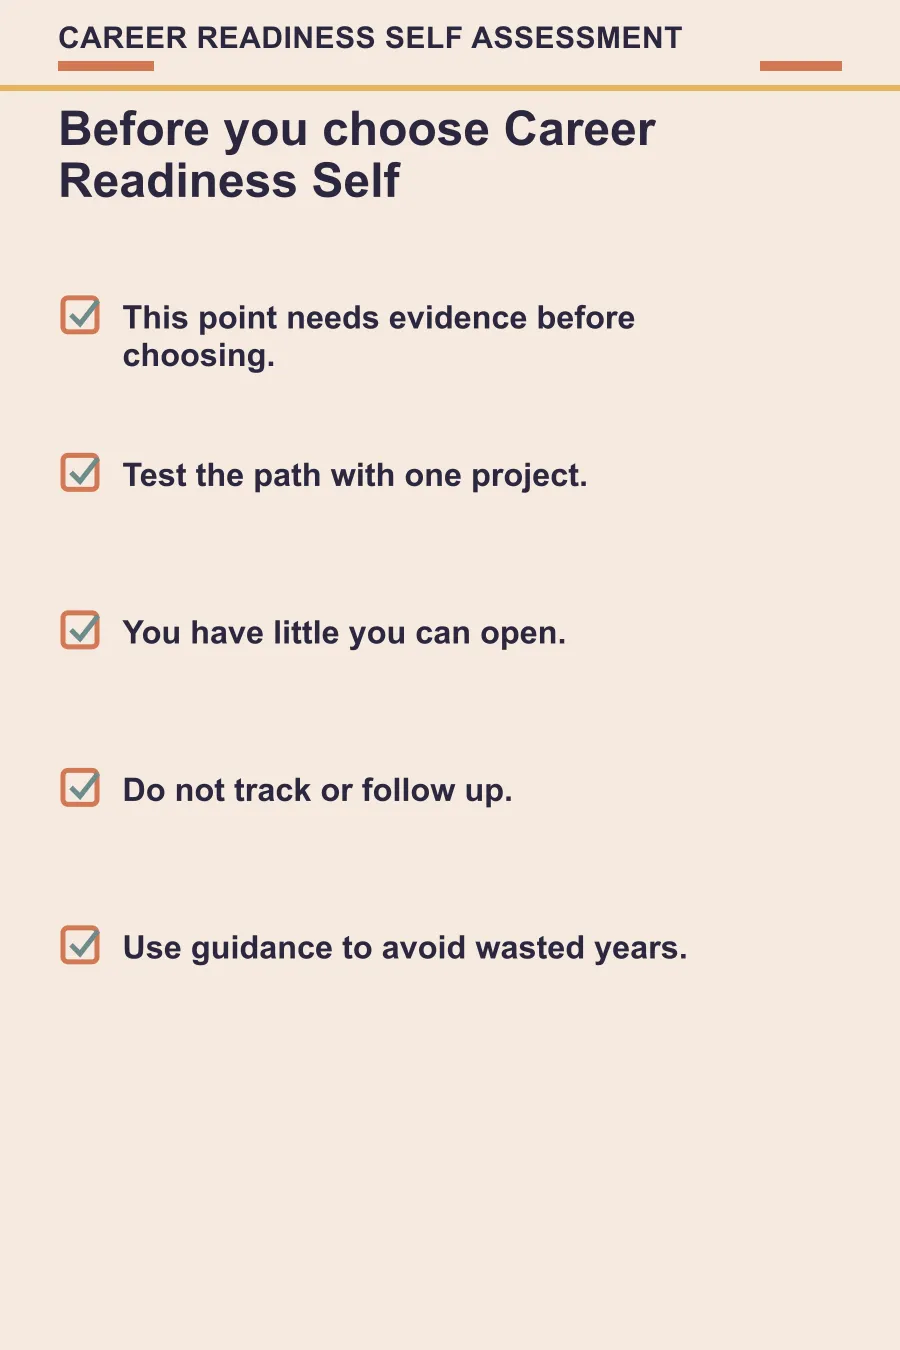 CAREER READINESS SELF ASSESSMENT
Before you choose Career
Readiness Self
This point needs evidence before
choosing.
Test the path with one project.
You have little you can open.
Do not track or follow up.
Use guidance to avoid wasted years.